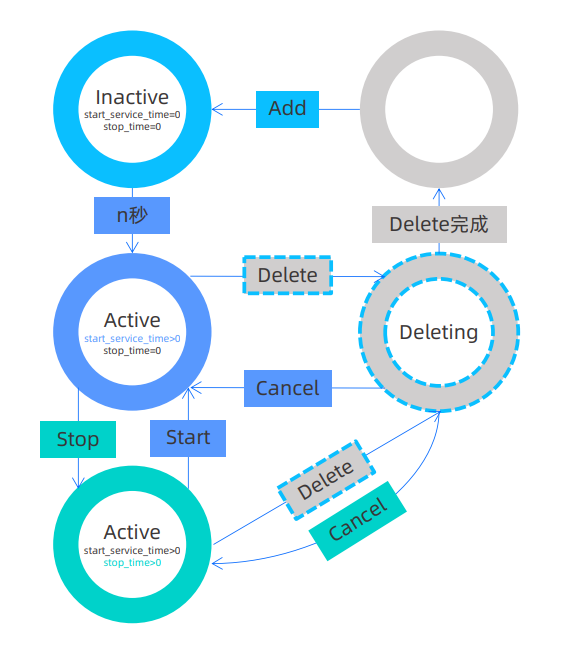 Inactive
start_service_time=0
stop_time=0
Add
n秒
Delete完成
Active
start_service_time>0
stop_time=0
Delete
Deleting
Cancel
Stop
Start
Delete
Cancel
Active
start_service_time>0
stop_time>0